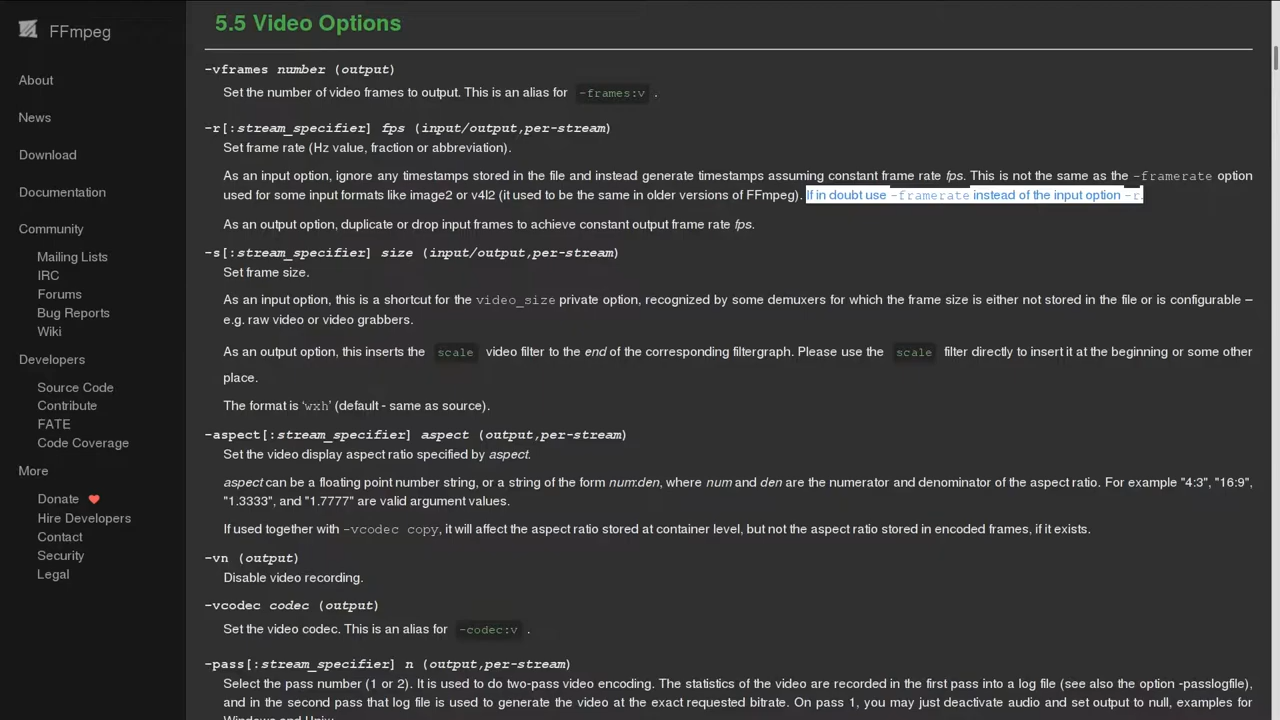 FFmpeg
About
News
Download
Documentation
Community
Mailing Lists
IRC
Forums
Bug Reports
Wiki
Developers
Source Code
Contribute
FATE
Code Coverage
More
Donate
Hire Developers
Contact
Security
Legal
5.5 Video Options
-vframes number (output)
Set the number of video frames to output. This is an alias for -frames:v .
-r[:stream_specifier] fps (input/output,per-stream)
Set frame rate (Hz value, fraction or abbreviation).
As an input option, ignore any timestamps stored in the file and instead generate timestamps assuming constant frame rate fps. This is not the same as the -framerate option
used for some input formats like image2 or v4l2 (it used to be the same in older versions of FFmpeg). If in doubt use -framerate instead of the input option -r.
As an output option, duplicate or drop input frames to achieve constant output frame rate fps.
-s[:stream_specifier] size (input/output,per-stream)
Set frame size.
As an input option, this is a shortcut for the video_size private option, recognized by some demuxers for which the frame size is either not stored in the file or is configurable –
e.g. raw video or video grabbers.
As an output option, this inserts the scale video filter to the end of the corresponding filtergraph. Please use the scale filter directly to insert it at the beginning or some other
place.
The format is ‘wxh’ (default - same as source).
-aspect[:stream_specifier] aspect (output,per-stream)
Set the video display aspect ratio specified by aspect.
aspect can be a floating point number string, or a string of the form num:den, where num and den are the numerator and denominator of the aspect ratio. For example "4:3", "16:9",
"1.3333", and "1.7777" are valid argument values.
If used together with -vcodec copy, it will affect the aspect ratio stored at container level, but not the aspect ratio stored in encoded frames, if it exists.
-vn (output)
Disable video recording.
-vcodec codec (output)
Set the video codec. This is an alias for -codec:v .
-pass[:stream_specifier] n (output,per-stream)
Select the pass number (1 or 2). It is used to do two-pass video encoding. The statistics of the video are recorded in the first pass into a log file (see also the option -passlogfile),
and in the second pass that log file is used to generate the video at the exact requested bitrate. On pass 1, you may just deactivate audio and set output to null, examples for
Windows and Unix: